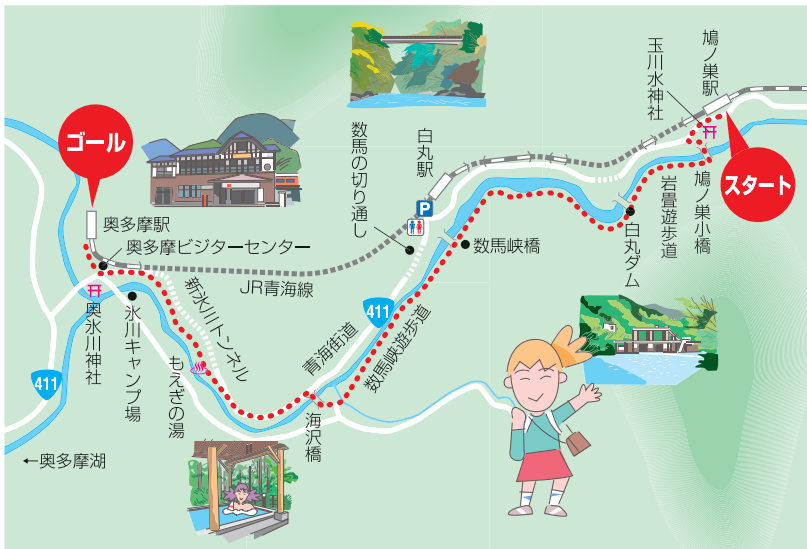 鳩ノ巣駅
玉川水神社
スタート
鳩ノ巣小橋
岩畳遊歩道
白丸ダム
白丸駅
数馬の切り通し
P
数馬峡橋
ゴール
奥多摩駅
奥多摩ビジターセンター
JR青海線
新氷川トンネル
411
青海街道
数馬峡遊歩道
奥氷川神社
氷川キャンプ場
もえぎの湯
海沢橋
411
←奥多摩湖